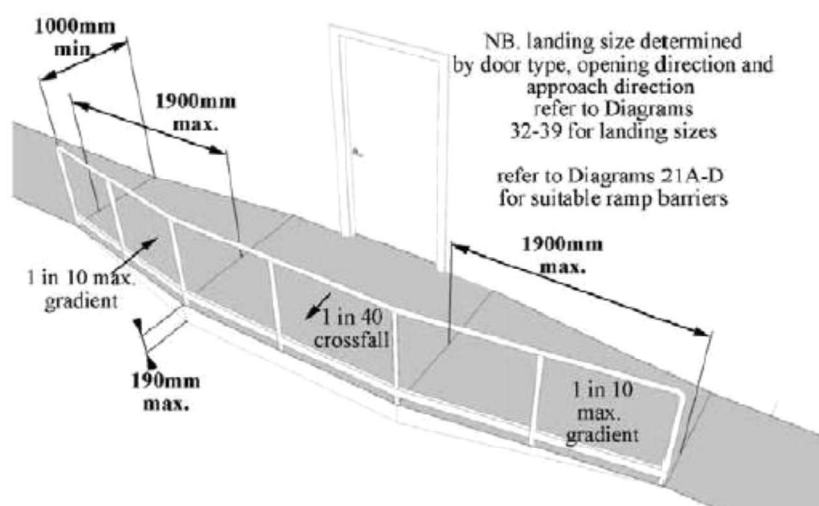 1000mm
min.
1900mm
max.
NB. landing size determined
by door type, opening direction and
approach direction
refer to Diagrams
32-39 for landing sizes
refer to Diagrams 21A-D
for suitable ramp barriers
1900mm
max.
1 in 10 max.
gradient
1 in 40
crossfall
190mm
max.
1 in 10
max.
gradient